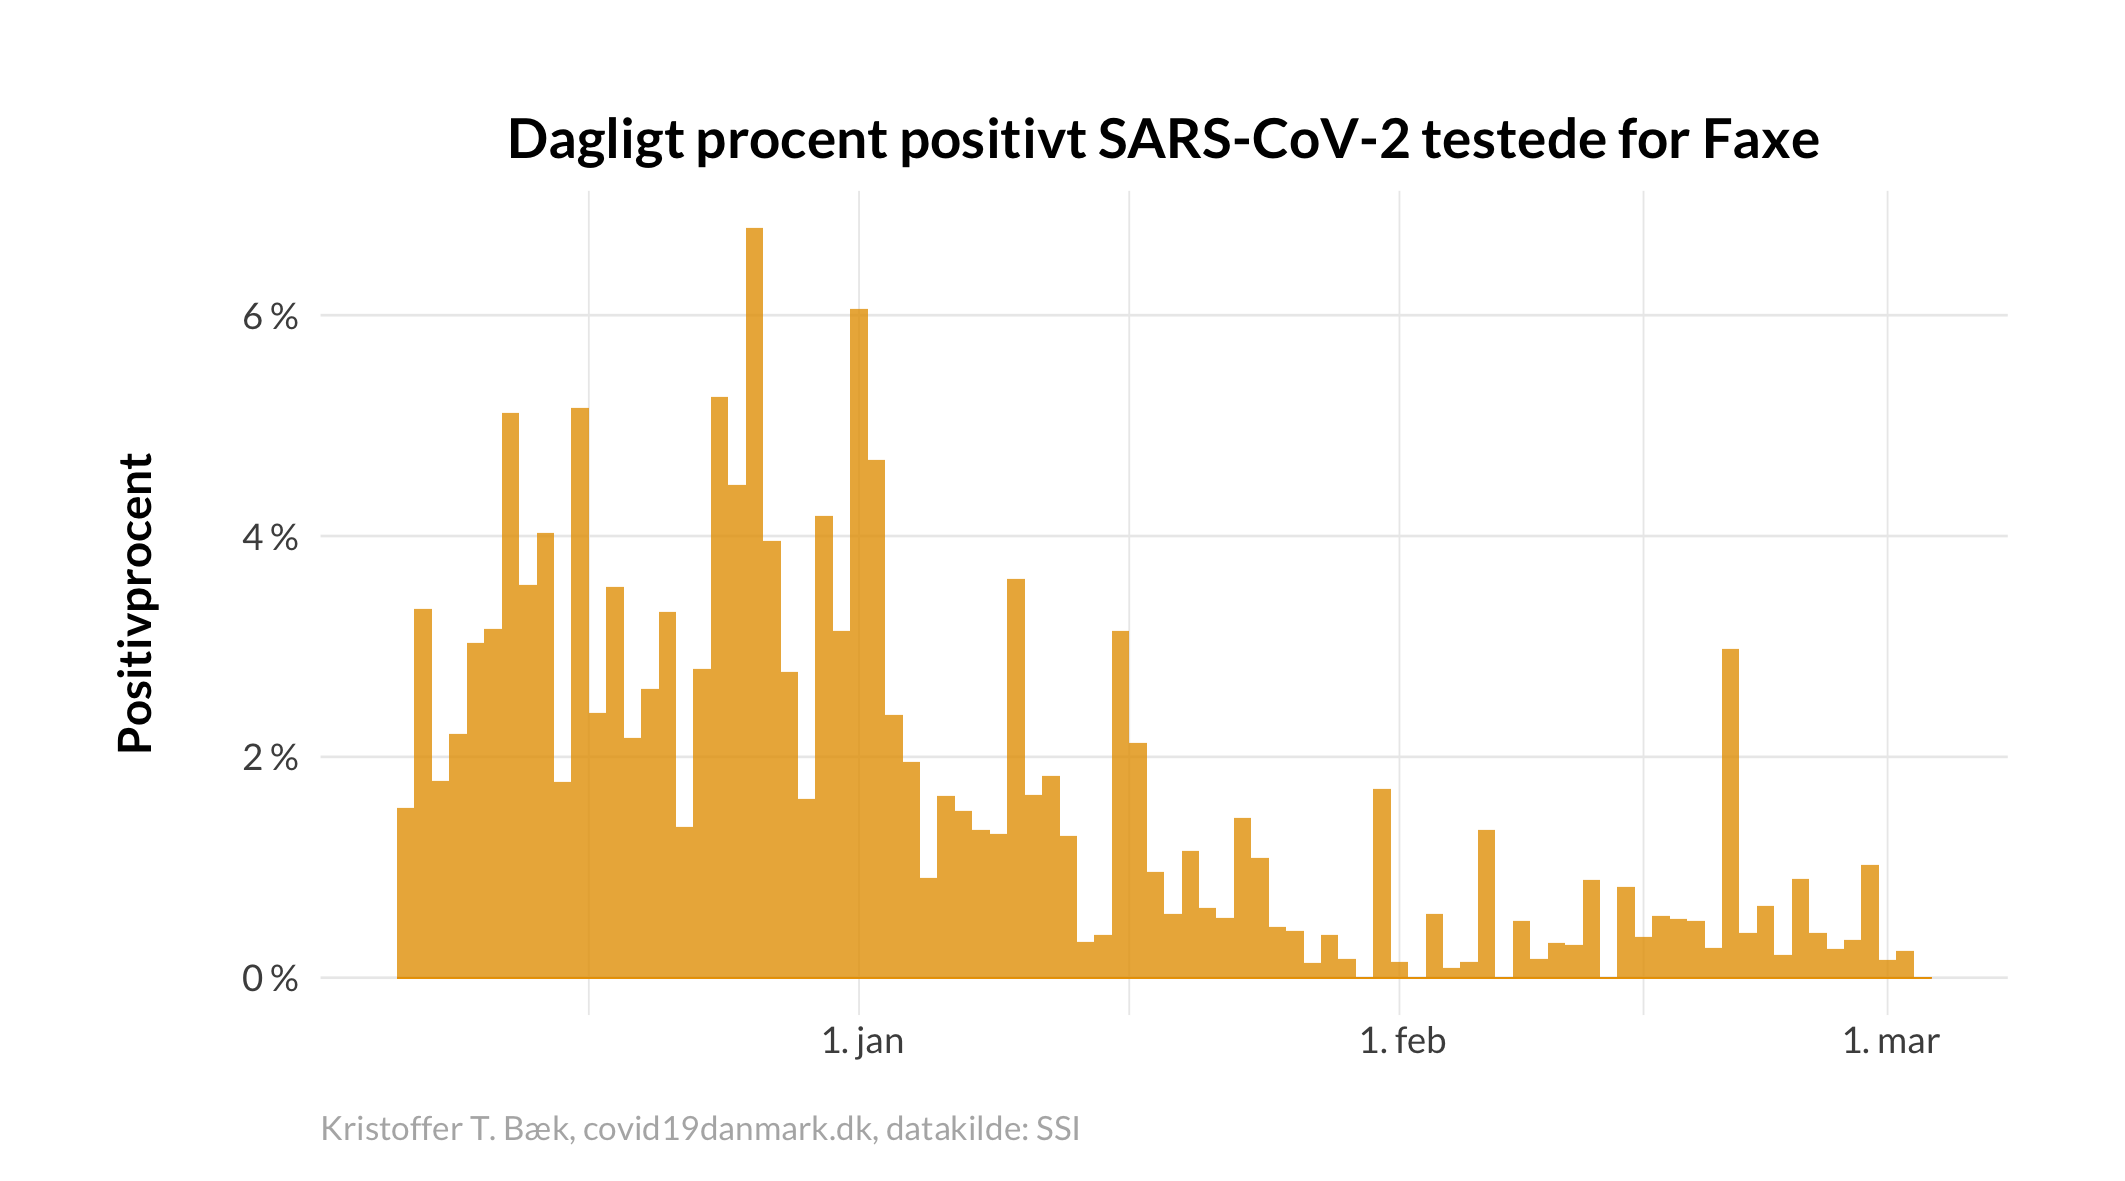 Dagligt procent positivt SARS-CoV-2 testede for Faxe
Positivprocent
6 %
4 %
2 %
0 %
1. jan
1. feb
1. mar
Kristoffer T. Bæk, covid19danmark.dk, datakilde: SSI